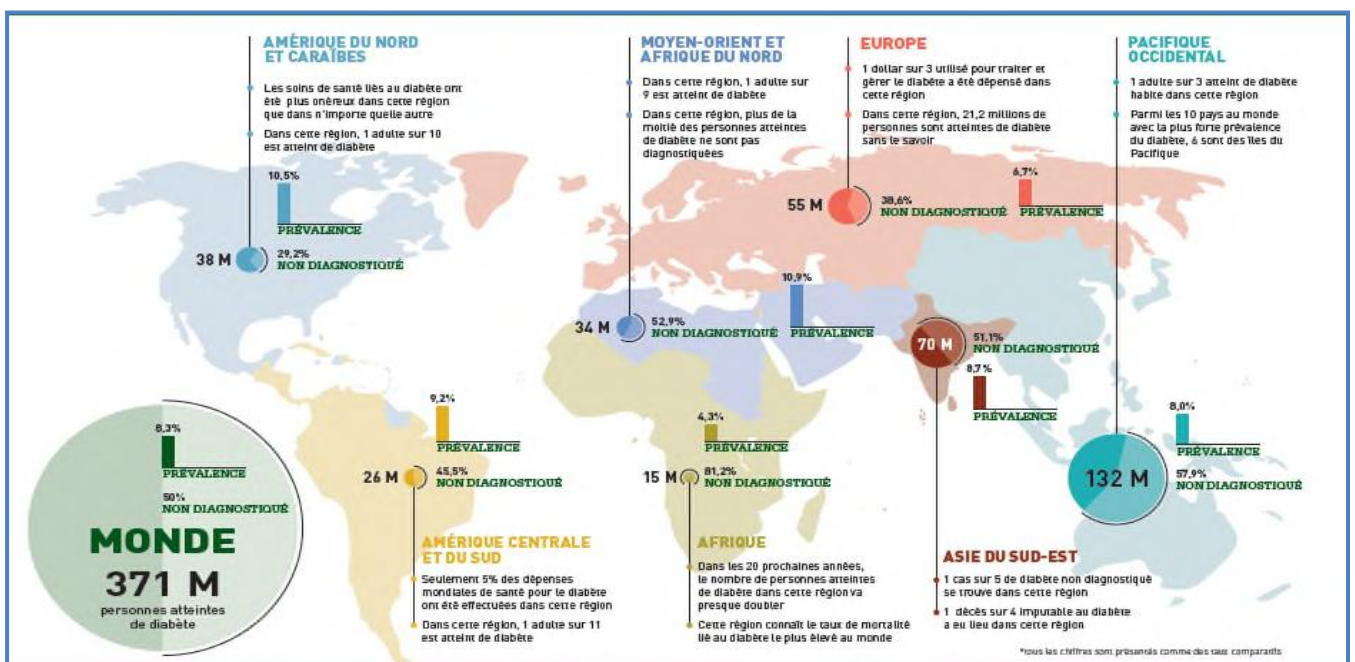 AMÉRIQUE DU NORD
ET CARAÏBES
Les soins de santé liés au diabète ont
été plus onéreux dans cette région
que dans n'importe quelle autre
Dans cette région, 1 adulte sur 10
est atteint de diabète
10,5%
PRÉVALENCE
38 M
29,2%
NON DIAGNOSTIQUÉ
MOYEN-ORIENT ET
AFRIQUE DU NORD
Dans cette région, 1 adulte sur
9 est atteint de diabète
Dans cette région, plus de la
moitié des personnes atteintes
de diabète ne sont pas
diagnostiquées
34 M
52,9%
NON DIAGNOSTIQUÉ
10,9%
PRÉVALENCE
EUROPE
1 dollar sur 3 utilisé pour traiter et
gérer le diabète a été dépensé dans
cette région
Dans cette région, 21,2 millions de
personnes sont atteintes de diabète
sans le savoir
55 M
38,6%
NON DIAGNOSTIQUÉ
6,7%
PRÉVALENCE
PACIFIQUE
OCCIDENTAL
1 adulte sur 3 atteint de diabète
habite dans cette région
Parmi les 10 pays au monde
avec la plus forte prévalence
du diabète, 6 sont des îles du
Pacifique
8,0%
PRÉVALENCE
132 M
57,9%
NON DIAGNOSTIQUÉ
70 M
51,1%
NON DIAGNOSTIQUÉ
8,7%
PRÉVALENCE
ASIE DU SUD-EST
1 cas sur 5 de diabète non diagnostiqué
se trouve dans cette région
1 décès sur 4 imputable au diabète
a eu lieu dans cette région
8,3%
PRÉVALENCE
50%
NON DIAGNOSTIQUÉ
MONDE
371 M
personnes atteintes
de diabète
9,2%
PRÉVALENCE
26 M
45,5%
NON DIAGNOSTIQUÉ
AMÉRIQUE CENTRALE
ET DU SUD
Seulement 5% des dépenses
mondiales de santé pour le diabète
ont été effectuées dans cette région
Dans cette région, 1 adulte sur 11
est atteint de diabète
4,3%
PRÉVALENCE
15 M
81,2%
NON DIAGNOSTIQUÉ
AFRIQUE
Dans les 20 prochaines années,
le nombre de personnes atteintes
de diabète dans cette région va
presque doubler
Cette région connaît le taux de mortalité
lié au diabète le plus élevé au monde
*tous les chiffres sont présentés comme des taux comparatifs